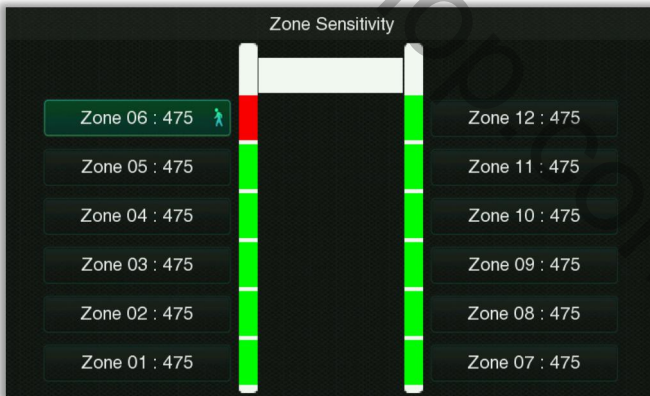 Zone Sensitivity
Zone 06 : 475
Zone 05 : 475
Zone 04 : 475
Zone 03 : 475
Zone 02 : 475
Zone 01 : 475
Zone 12 : 475
Zone 11 : 475
Zone 10 : 475
Zone 09 : 475
Zone 08 : 475
Zone 07 : 475